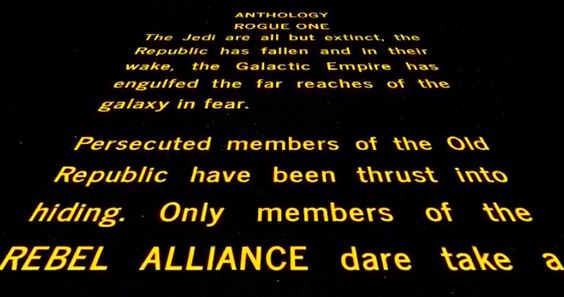 ANTHOLOGY
ROGUE ONE
The Jedi are all but extinct, the
Republic has fallen and in their
wake, the Galactic Empire has
engulfed the far reaches of the
galaxy in fear.
Persecuted members of the Old
Republic have been thrust into
hiding. Only members of the
REBEL ALLIANCE dare take a